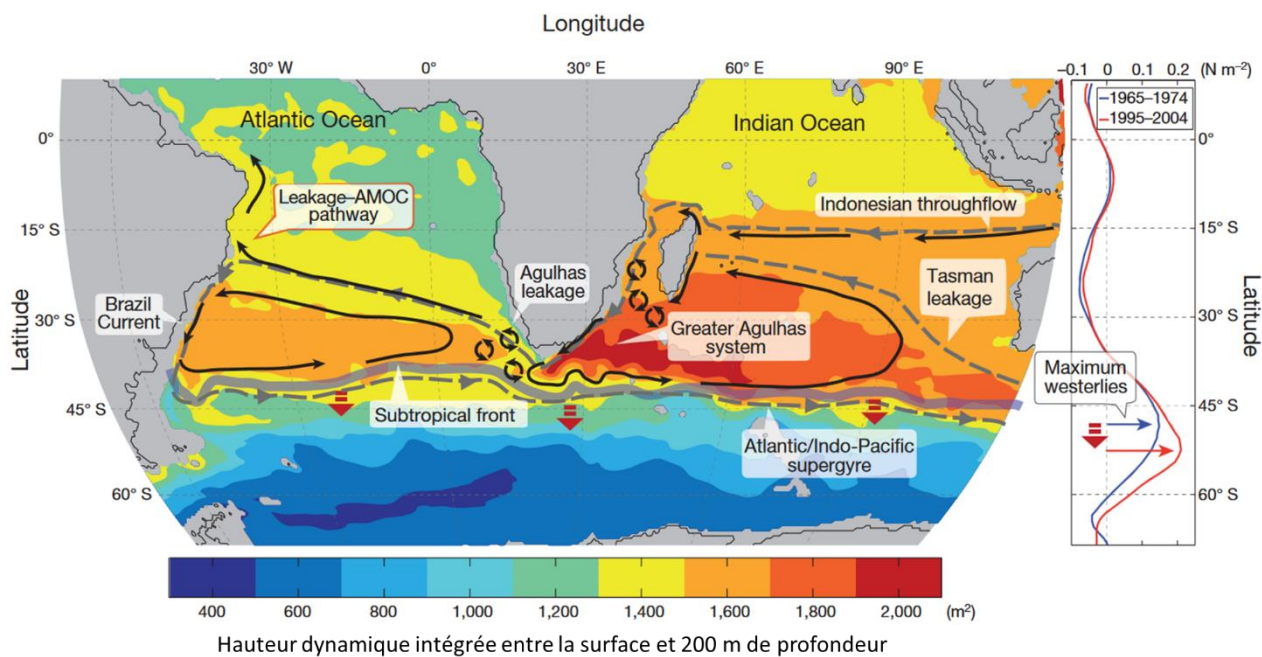 Longitude
30° W
0°
30° E
60° E
90° E
−0.1
0
0.1
0.2
(N m−2)
1965–1974
1995–2004
Atlantic Ocean
Indian Ocean
0°
0°
Leakage–AMOC
pathway
Indonesian throughflow
15° S
15° S
Agulhas
leakage
Tasman
leakage
Brazil
Current
Latitude
Latitude
30° S
30° S
Greater Agulhas
system
Maximum
westerlies
Subtropical front
45° S
45° S
Atlantic/Indo-Pacific
supergyre
60° S
60° S
400
600
1,000
1,200
1,400
1,600
1,800
2,000
(m²)
Hauteur dynamique intégrée entre la surface et 200 m de profondeur